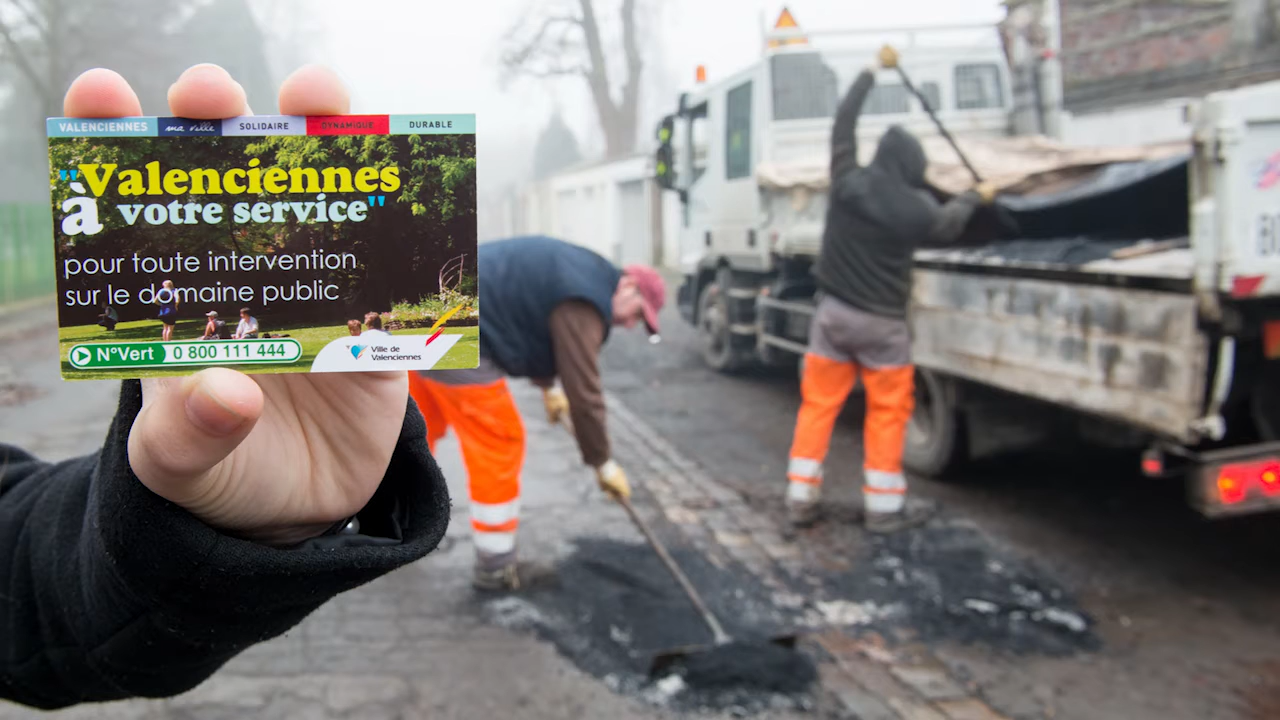 VALENCIENNES ma ville SOLIDAIRE DYNAMIQUE DURABLE
"Valenciennes
à votre service"
pour toute intervention
sur le domaine public
N°Vert 0 800 111 444
Ville de
Valenciennes